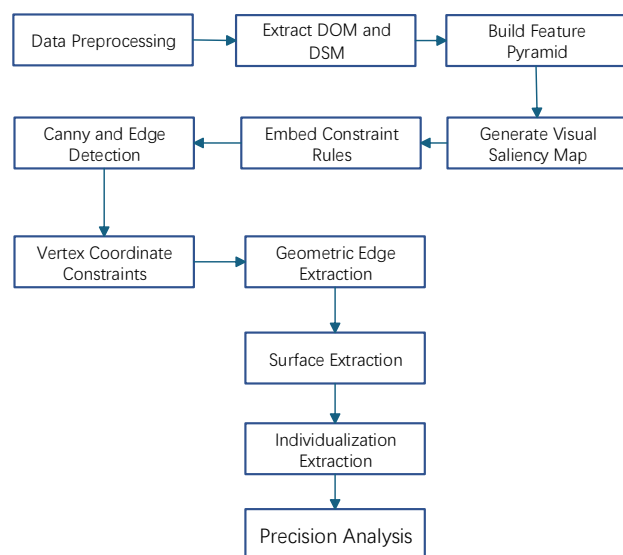 Data Preprocessing
Extract DOM and
DSM
Build Feature
Pyramid
Generate Visual
Saliency Map
Embed Constraint
Rules
Canny and Edge
Detection
Vertex Coordinate
Constraints
Geometric Edge
Extraction
Surface Extraction
Individualization
Extraction
Precision Analysis